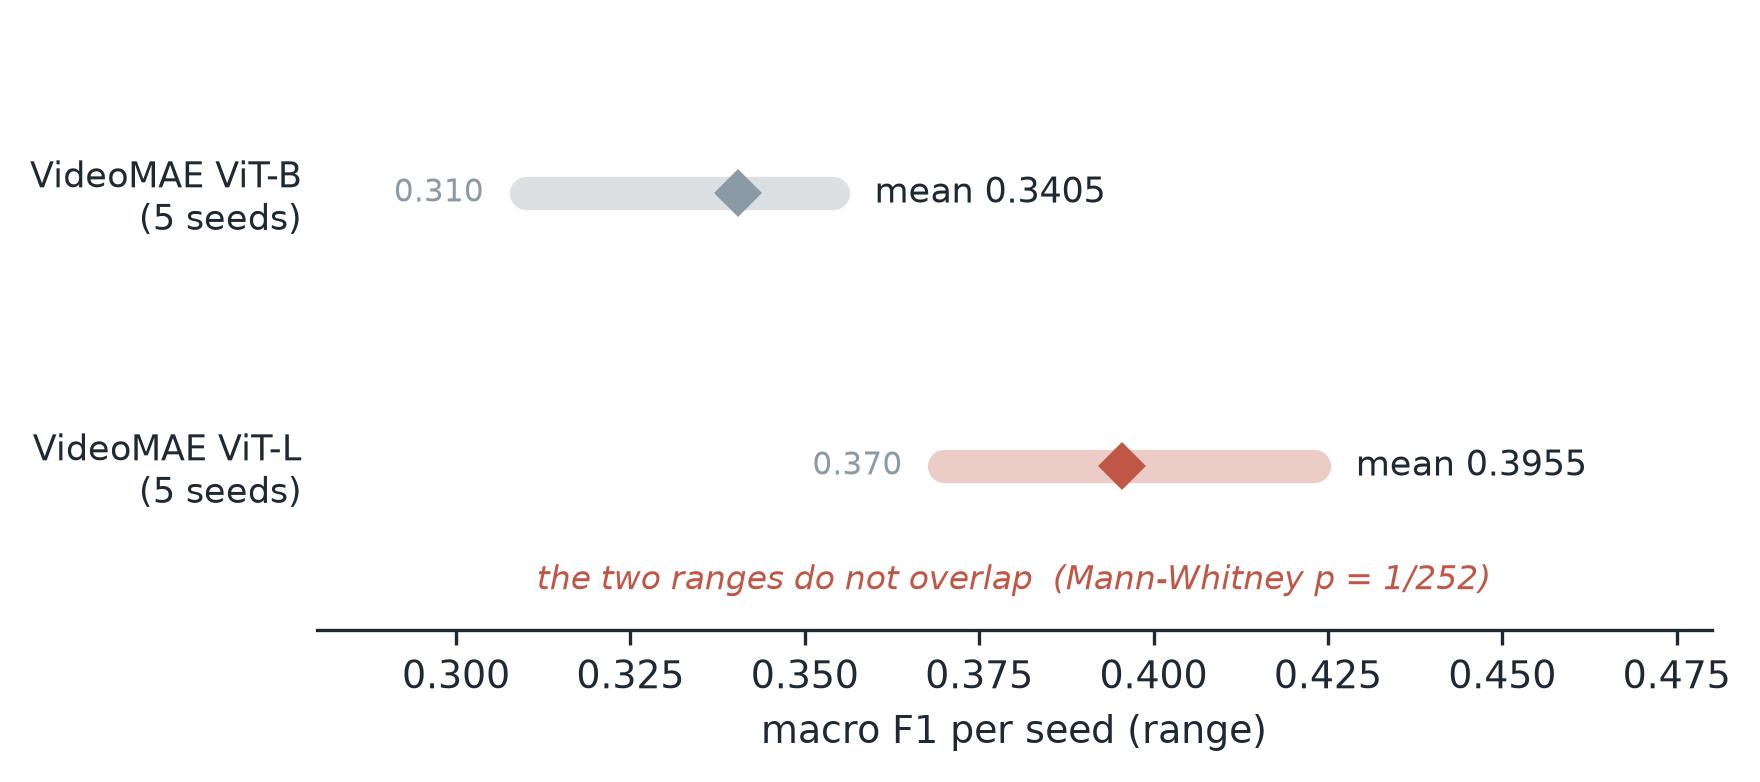 VideoMAE ViT-B
(5 seeds)
0.310
mean 0.3405
VideoMAE ViT-L
(5 seeds)
0.370
mean 0.3955
the two ranges do not overlap (Mann-Whitney p = 1/252)
0.300 0.325 0.350 0.375 0.400 0.425 0.450 0.475
macro F1 per seed (range)